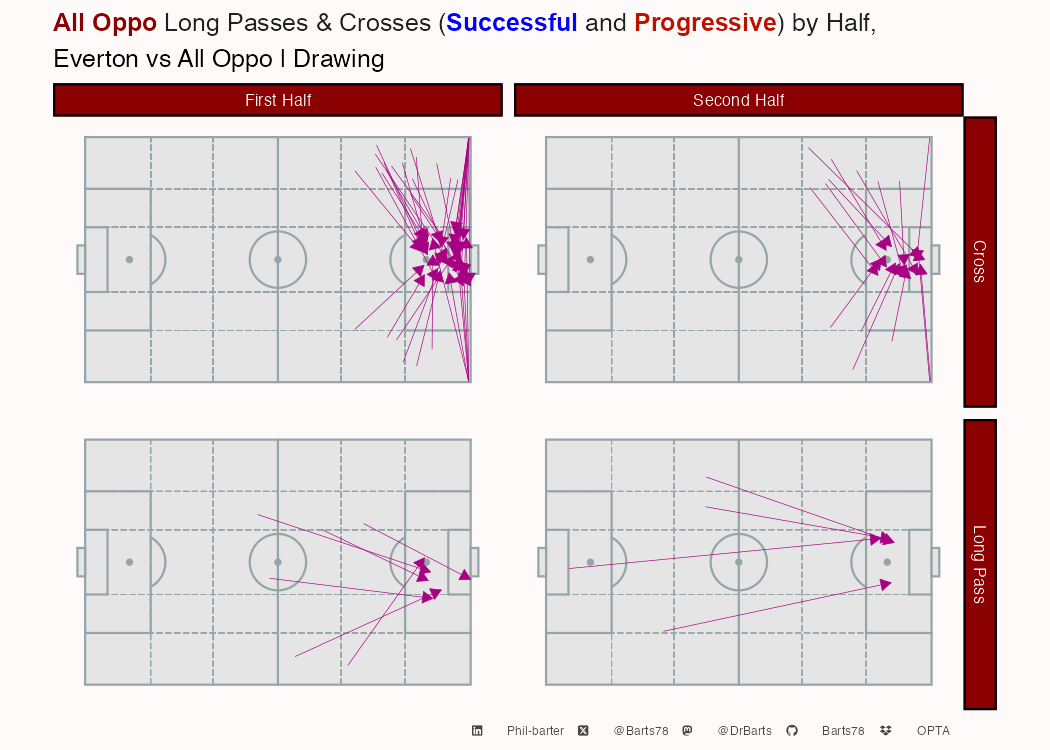 All Oppo Long Passes & Crosses (Successful and Progressive) by Half,
Everton vs All Oppo | Drawing
First Half
Second Half
Cross
Long Pass
Phil-barter @Barts78 @DrBarts Barts78 OPTA